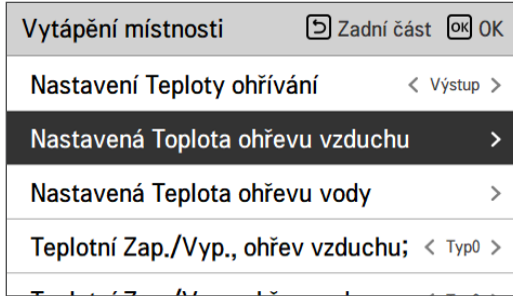 Vytápění místnosti Zadní část OK OK
Nastavení Teploty ohřívání < Výstup >
Nastavená Toplota ohřevu vzduchu >
Nastavená Teplota ohřevu vody >
Teplotní Zap./Vyp., ohřev vzduchu; < Typ0 >